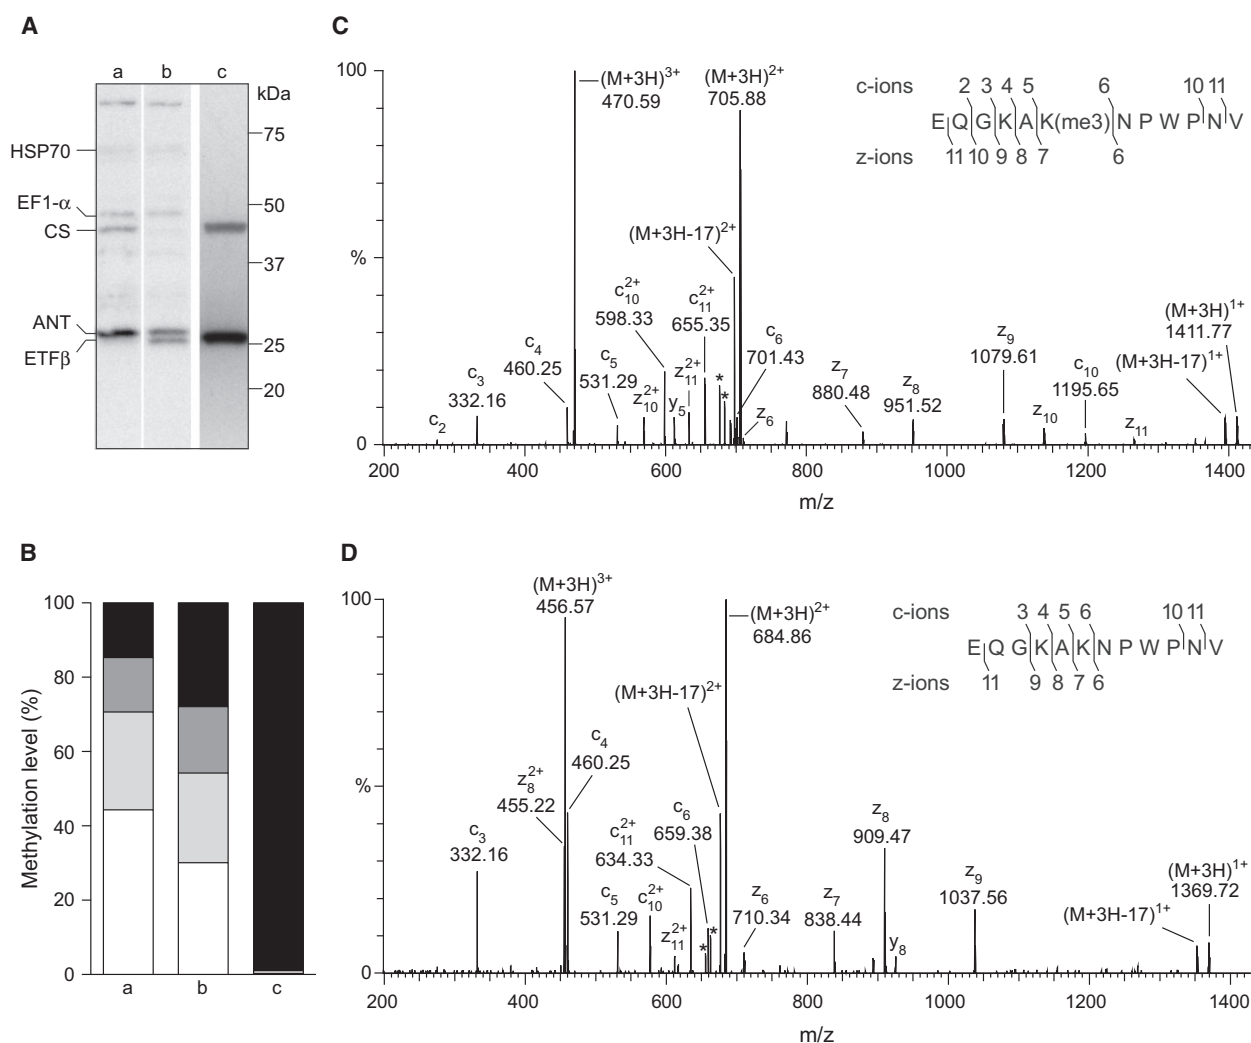 A
a b c
kDa
75
50
37
25
20
HSP70
EF1-α
CS
ANT
ETFβ
B
Methylation level (%)
100
80
60
40
20
0
a b c
C
100
%
0
(M+3H)3+
470.59
(M+3H)2+
705.88
(M+3H-17)2+
c2
c3
332.16
c4
460.25
c5
531.29
z10 2+
c10 2+
598.33
y5
z11 2+
c11 2+
655.35
*
*
c6
701.43
z6
z7
880.48
z8
951.52
z9
1079.61
z10
c10
1195.65
z11
(M+3H-17)1+
(M+3H)1+
1411.77
c-ions 2 3 4 5 6 10 11
E Q G K A K(me3) N P W P N V
z-ions 11 10 9 8 7 6
200 400 600 800 1000 1200 1400
m/z
D
100
%
0
(M+3H)3+
456.57
(M+3H)2+
684.86
(M+3H-17)2+
c3
332.16
z8 2+
455.22
c4
460.25
c5
531.29
c10 2+
z11 2+
c11 2+
634.33
c6
659.38
*
*
z6
710.34
z7
838.44
z8
909.47
y8
z9
1037.56
(M+3H-17)1+
(M+3H)1+
1369.72
c-ions 3 4 5 6 10 11
E Q G K A K N P W P N V
z-ions 11 9 8 7 6
200 400 600 800 1000 1200 1400
m/z